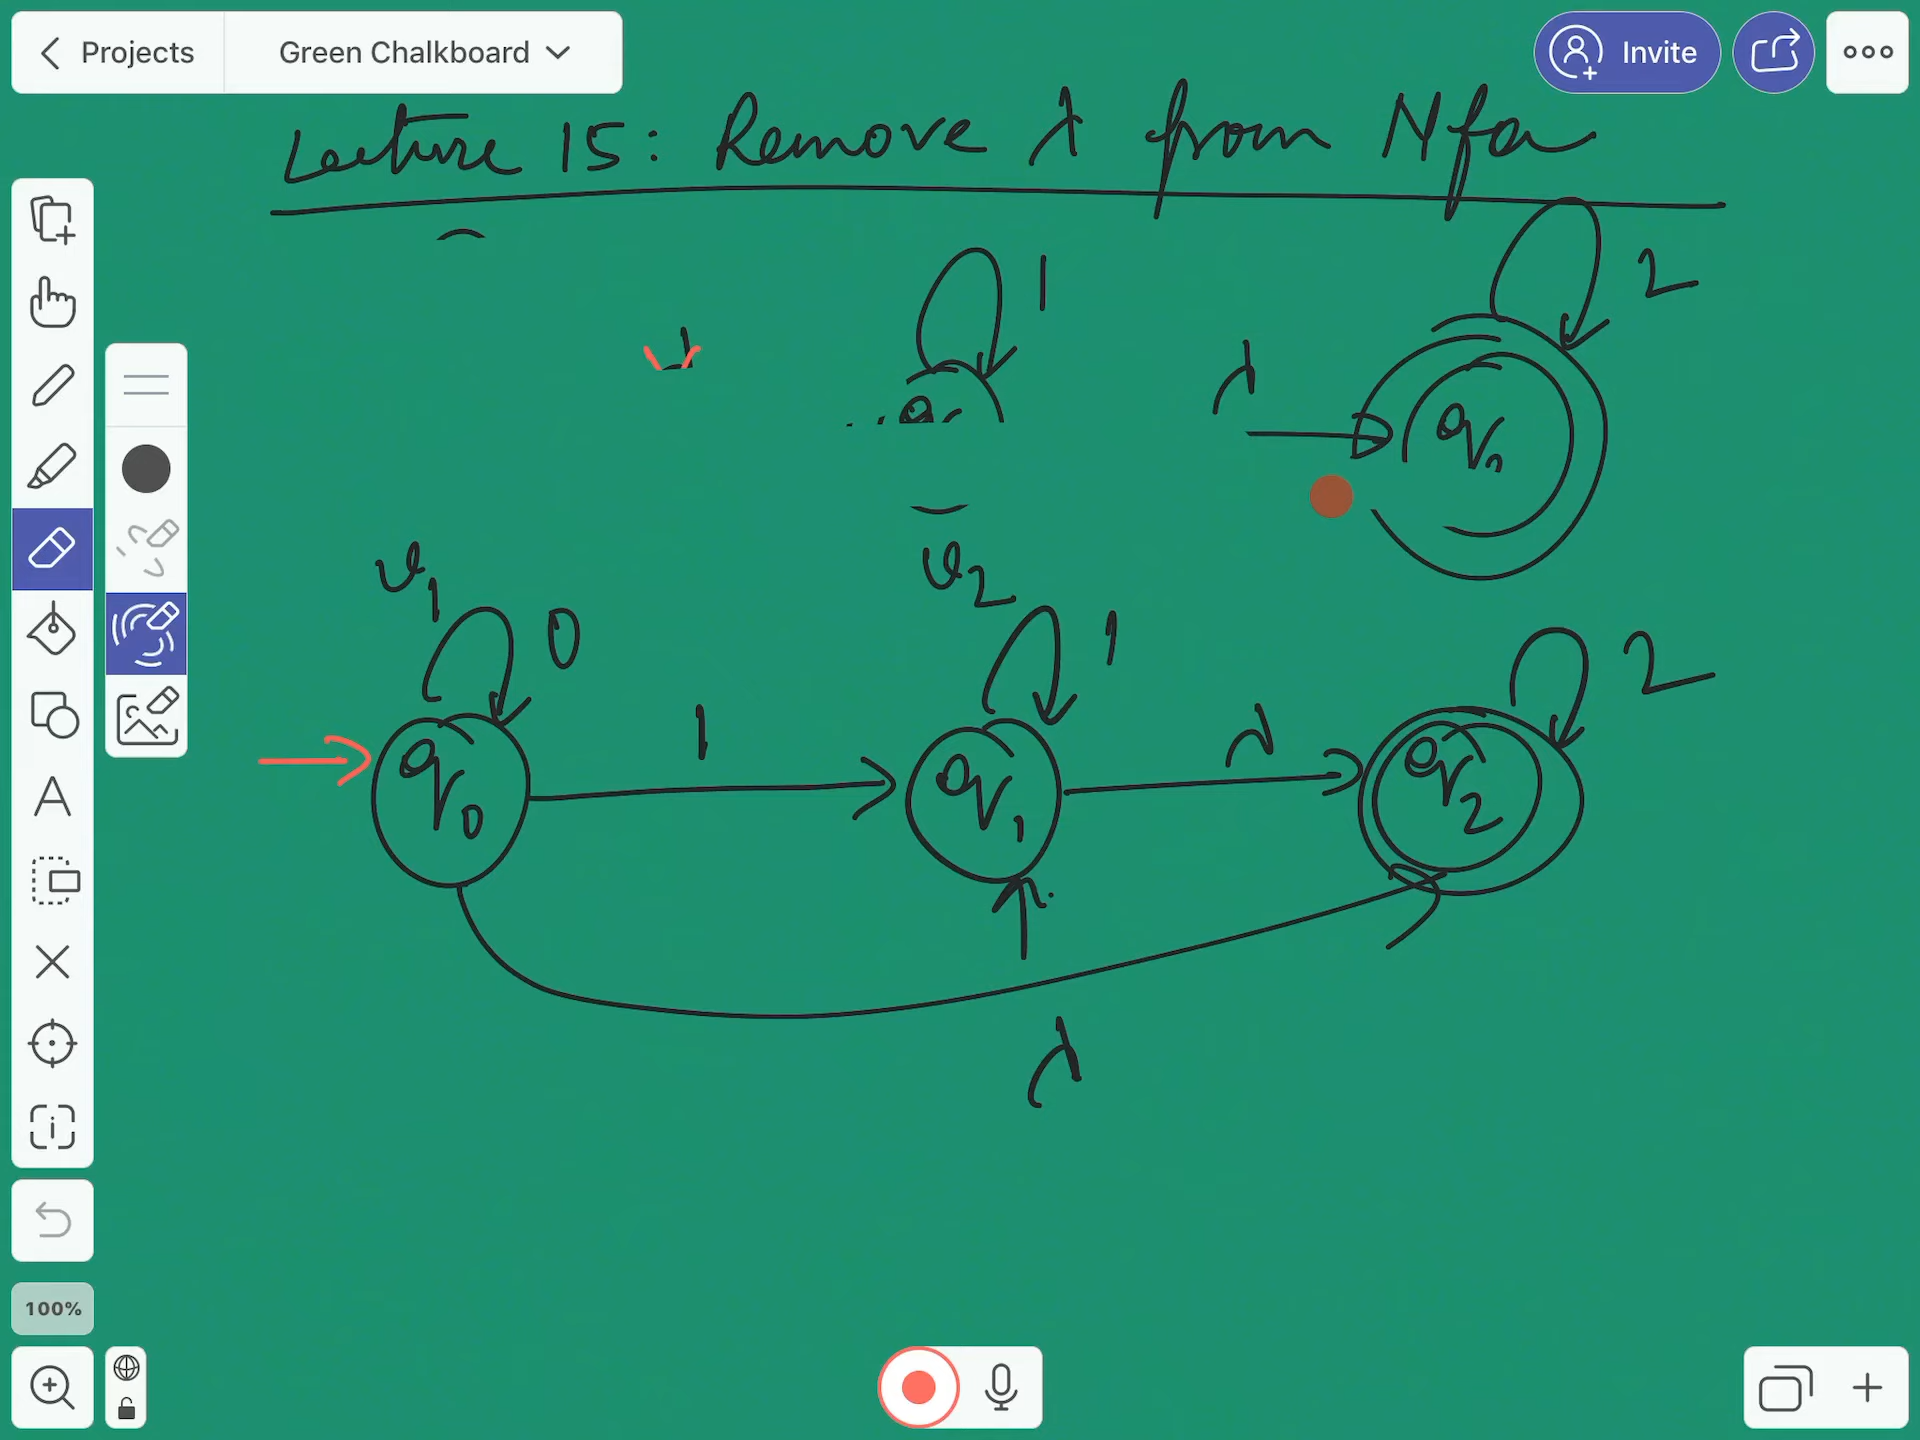 Projects Green Chalkboard Invite
Lecture 15: Remove λ from Nfa
1 2
λ
v1 v2
0 1 2
1 λ
q0 q1 q2
λ
100%